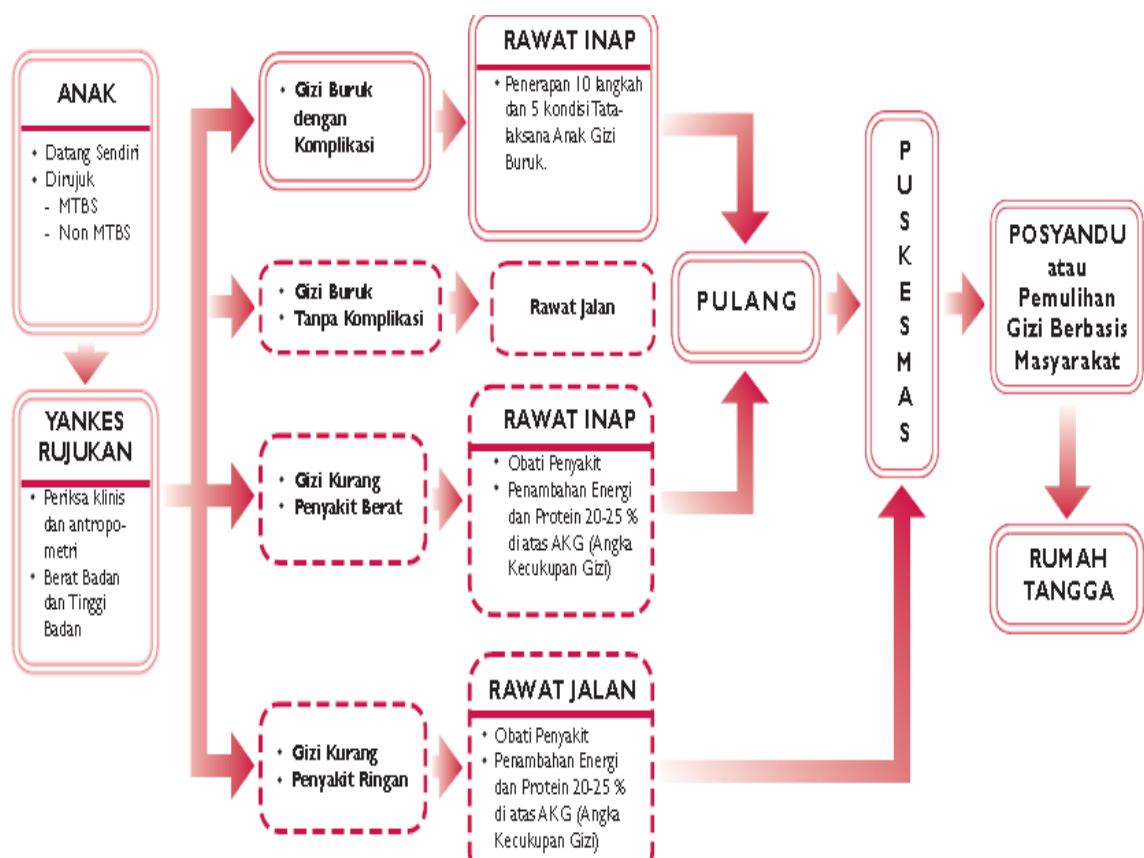 ANAK
• Datang Sendiri
• Dirujuk
- MTBS
- Non MTBS
YANKES
RUJUKAN
• Periksa klinis
dan antropo-
metri
• Berat Badan
dan Tinggi
Badan
• Gizi Buruk
dengan
Komplikasi
RAWAT INAP
• Penerapan 10 langkah
dan 5 kondisi Tata-
laksana Anak Gizi
Buruk.
• Gizi Buruk
• Tanpa Komplikasi
Rawat Jalan
• Gizi Kurang
• Penyakit Berat
RAWAT INAP
• Obati Penyakit
• Penambahan Energi
dan Protein 20-25 %
di atas AKG (Angka
Kecukupan Gizi)
• Gizi Kurang
• Penyakit Ringan
RAWAT JALAN
• Obati Penyakit
• Penambahan Energi
dan Protein 20-25 %
di atas AKG (Angka
Kecukupan Gizi)
PULANG
P
U
S
K
E
S
M
A
S
POSYANDU
atau
Pemulihan
Gizi Berbasis
Masyarakat
RUMAH
TANGGA